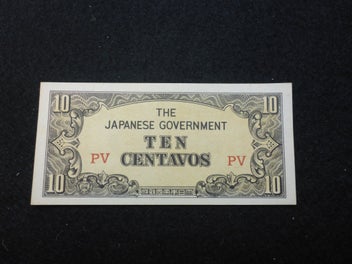 10 10
THE
JAPANESE GOVERNMENT
TEN
PV CENTAVOS PV
10 10